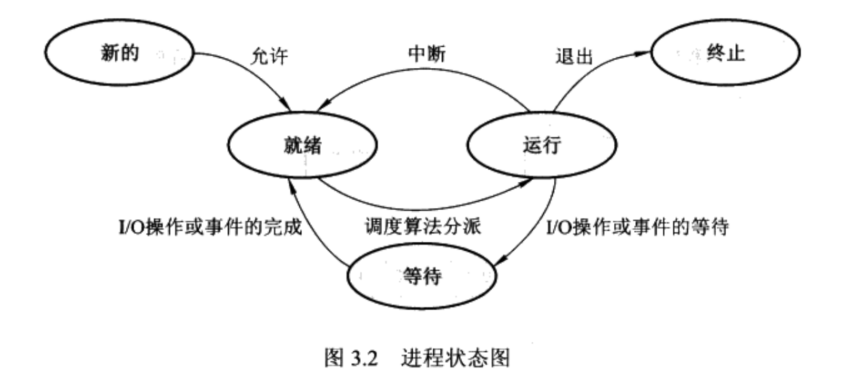 新的
允许
中断
退出
终止
就绪
运行
I/O操作或事件的完成
调度算法分派
I/O操作或事件的等待
等待
图 3.2 进程状态图